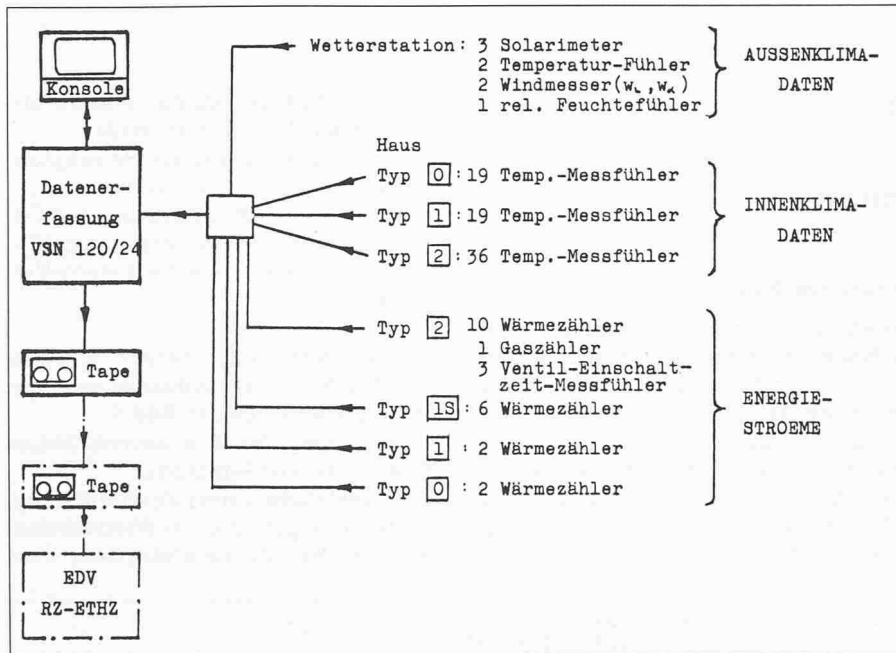 Konsole
Datener-
fassung
VSN 120/24
Tape
Tape
EDV
RZ-ETHZ
Wetterstation: 3 Solarimeter
2 Temperatur-Fühler
2 Windmesser
1 rel. Feuchtefühler
AUSSENKLIMA-
DATEN
Haus
Typ 0: 19 Temp.-Messfühler
Typ 1: 19 Temp.-Messfühler
Typ 2: 36 Temp.-Messfühler
INNENKLIMA-
DATEN
Typ 2 10 Wärmezähler
1 Gaszähler
3 Ventil-Einschalt-
zeit-Messfühler
Typ 1S: 6 Wärmezähler
Typ 1: 2 Wärmezähler
Typ 0: 2 Wärmezähler
ENERGIE-
STROEME